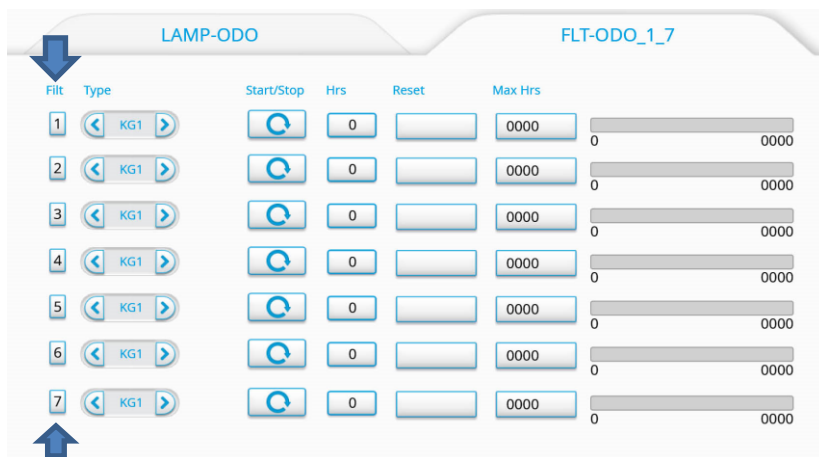 LAMP-ODO FLT-ODO_1_7
Filt Type Start/Stop Hrs Reset Max Hrs
1 KG1 0 0000
0 0000
2 KG1 0 0000
0 0000
3 KG1 0 0000
0 0000
4 KG1 0 0000
0 0000
5 KG1 0 0000
0 0000
6 KG1 0 0000
0 0000
7 KG1 0 0000
0 0000